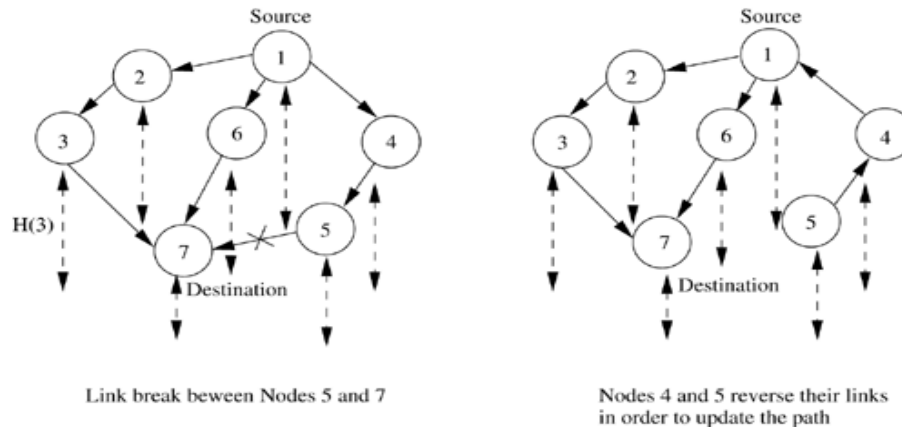 Source
1
2
3
6
4
H(3)
5
7
Destination
Link break beween Nodes 5 and 7
Source
1
2
3
6
4
5
7
Destination
Nodes 4 and 5 reverse their links
in order to update the path